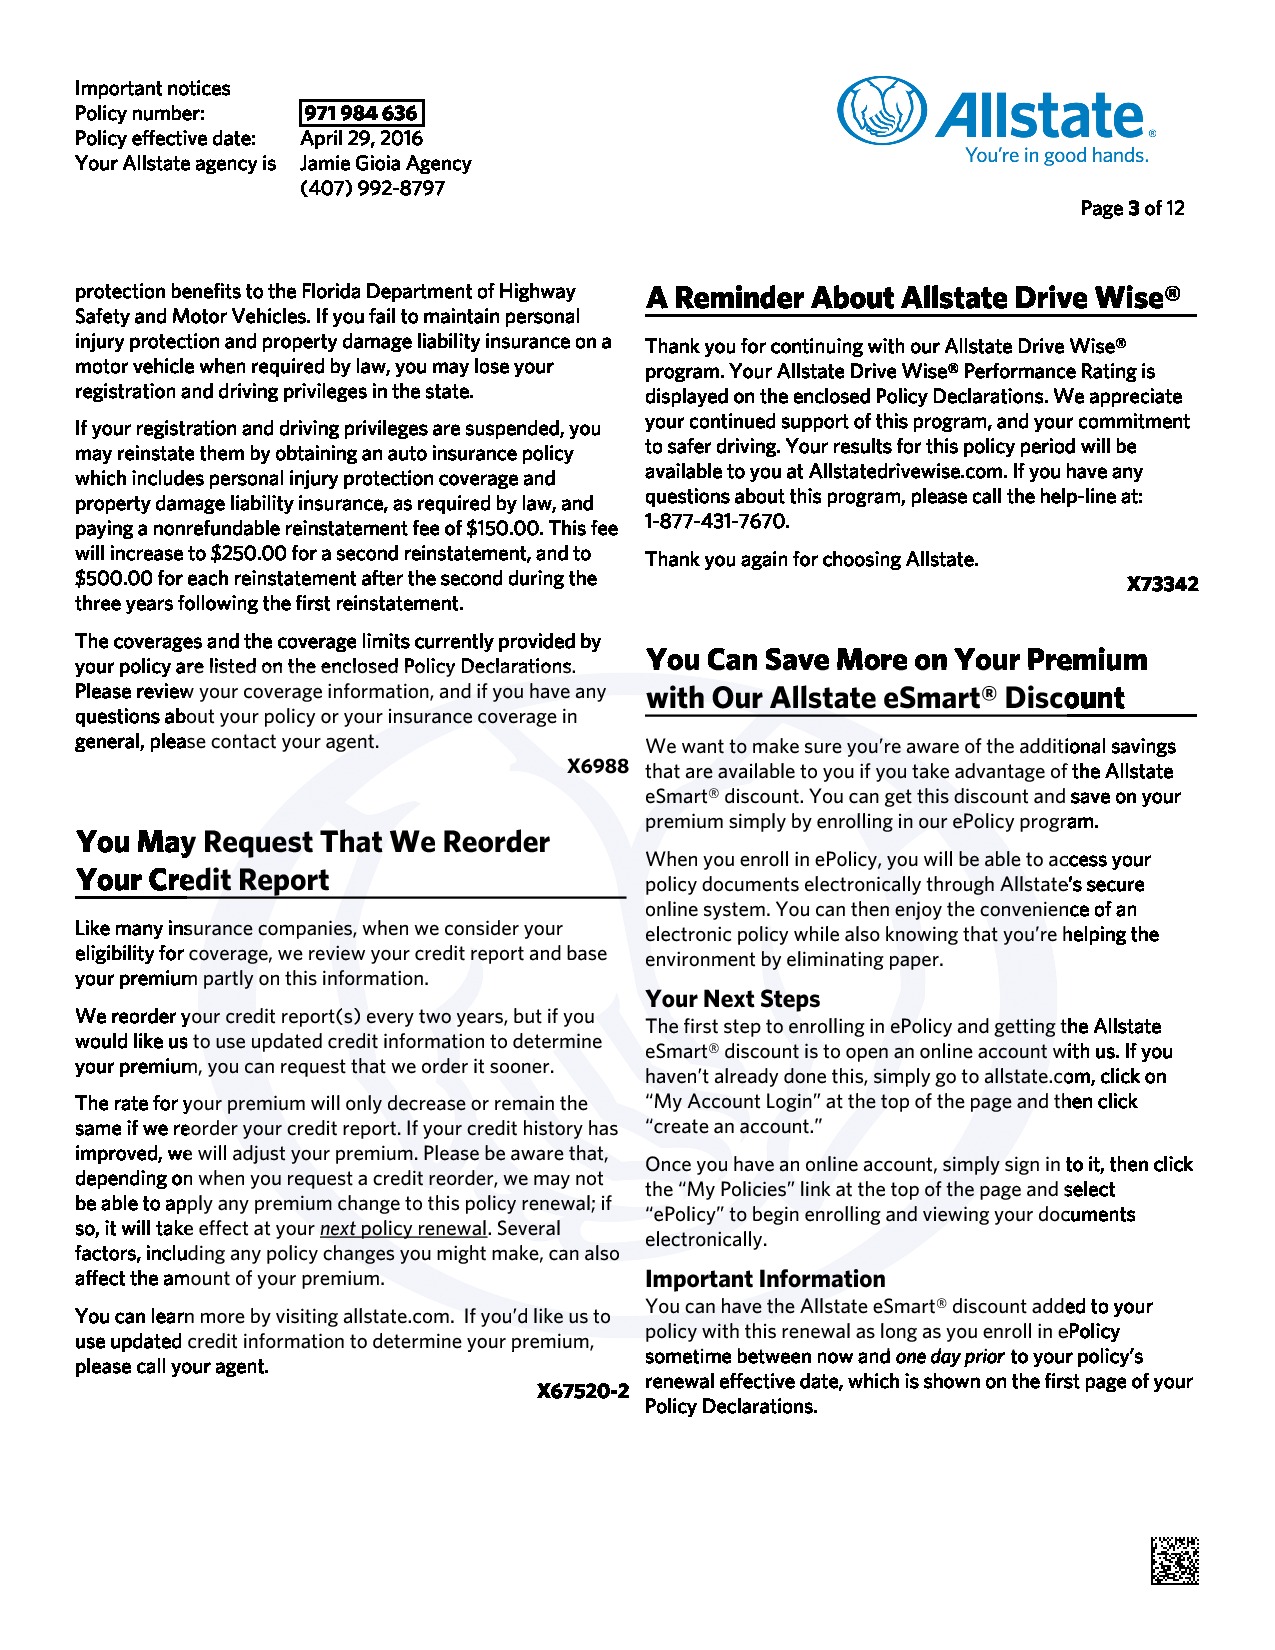 Important notices
Policy number: 971 984 636
Policy effective date: April 29, 2016
Your Allstate agency is Jamie Gioia Agency
(407) 992-8797
Allstate®
You’re in good hands.
Page 3 of 12
protection benefits to the Florida Department of Highway
Safety and Motor Vehicles. If you fail to maintain personal
injury protection and property damage liability insurance on a
motor vehicle when required by law, you may lose your
registration and driving privileges in the state.
If your registration and driving privileges are suspended, you
may reinstate them by obtaining an auto insurance policy
which includes personal injury protection coverage and
property damage liability insurance, as required by law, and
paying a nonrefundable reinstatement fee of $150.00. This fee
will increase to $250.00 for a second reinstatement, and to
$500.00 for each reinstatement after the second during the
three years following the first reinstatement.
The coverages and the coverage limits currently provided by
your policy are listed on the enclosed Policy Declarations.
Please review your coverage information, and if you have any
questions about your policy or your insurance coverage in
general, please contact your agent.
X6988
You May Request That We Reorder
Your Credit Report
Like many insurance companies, when we consider your
eligibility for coverage, we review your credit report and base
your premium partly on this information.
We reorder your credit report(s) every two years, but if you
would like us to use updated credit information to determine
your premium, you can request that we order it sooner.
The rate for your premium will only decrease or remain the
same if we reorder your credit report. If your credit history has
improved, we will adjust your premium. Please be aware that,
depending on when you request a credit reorder, we may not
be able to apply any premium change to this policy renewal; if
so, it will take effect at your next policy renewal. Several
factors, including any policy changes you might make, can also
affect the amount of your premium.
You can learn more by visiting allstate.com.  If you’d like us to
use updated credit information to determine your premium,
please call your agent.
X67520-2
A Reminder About Allstate Drive Wise®
Thank you for continuing with our Allstate Drive Wise®
program. Your Allstate Drive Wise® Performance Rating is
displayed on the enclosed Policy Declarations. We appreciate
your continued support of this program, and your commitment
to safer driving. Your results for this policy period will be
available to you at Allstatedrivewise.com. If you have any
questions about this program, please call the help-line at:
1-877-431-7670.
Thank you again for choosing Allstate.
X73342
You Can Save More on Your Premium
with Our Allstate eSmart® Discount
We want to make sure you’re aware of the additional savings
that are available to you if you take advantage of the Allstate
eSmart® discount. You can get this discount and save on your
premium simply by enrolling in our ePolicy program.
When you enroll in ePolicy, you will be able to access your
policy documents electronically through Allstate’s secure
online system. You can then enjoy the convenience of an
electronic policy while also knowing that you’re helping the
environment by eliminating paper.
Your Next Steps
The first step to enrolling in ePolicy and getting the Allstate
eSmart® discount is to open an online account with us. If you
haven’t already done this, simply go to allstate.com, click on
“My Account Login” at the top of the page and then click
“create an account.”
Once you have an online account, simply sign in to it, then click
the “My Policies” link at the top of the page and select
“ePolicy” to begin enrolling and viewing your documents
electronically.
Important Information
You can have the Allstate eSmart® discount added to your
policy with this renewal as long as you enroll in ePolicy
sometime between now and one day prior to your policy’s
renewal effective date, which is shown on the first page of your
Policy Declarations.